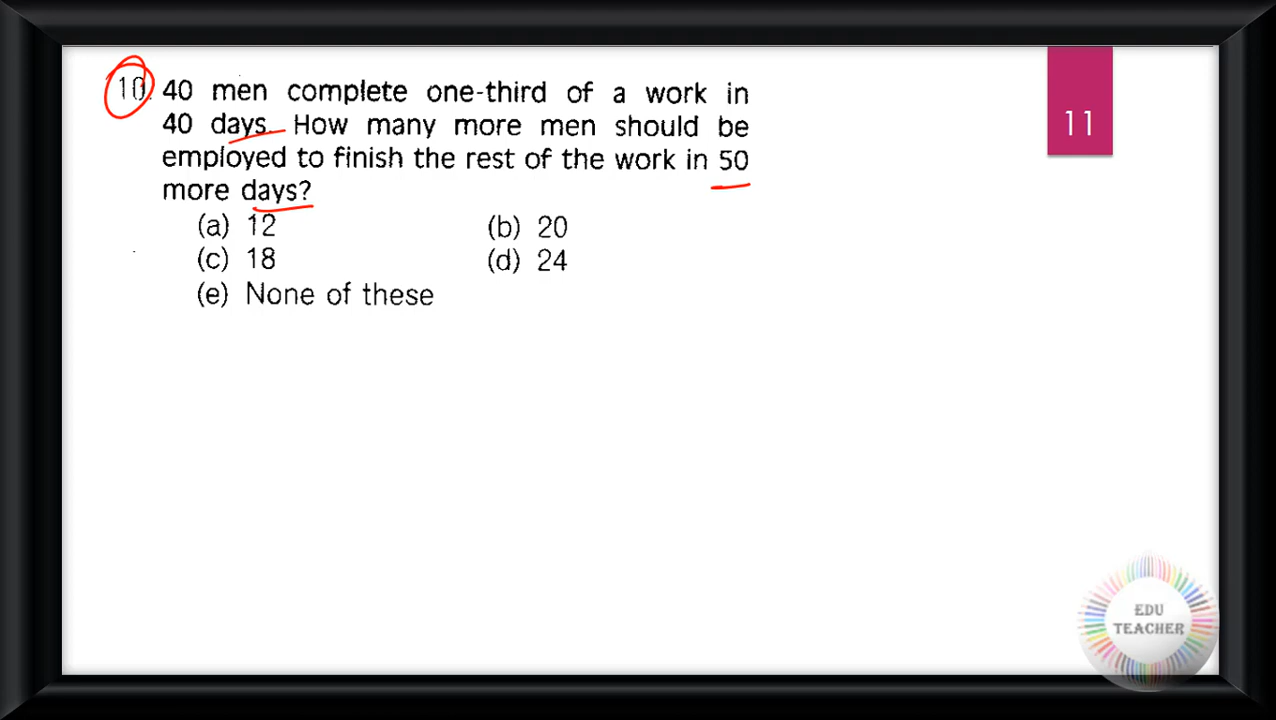 10. 40 men complete one-third of a work in
40 days. How many more men should be
employed to finish the rest of the work in 50
more days?
(a) 12 (b) 20
(c) 18 (d) 24
(e) None of these
11
EDU
TEACHER